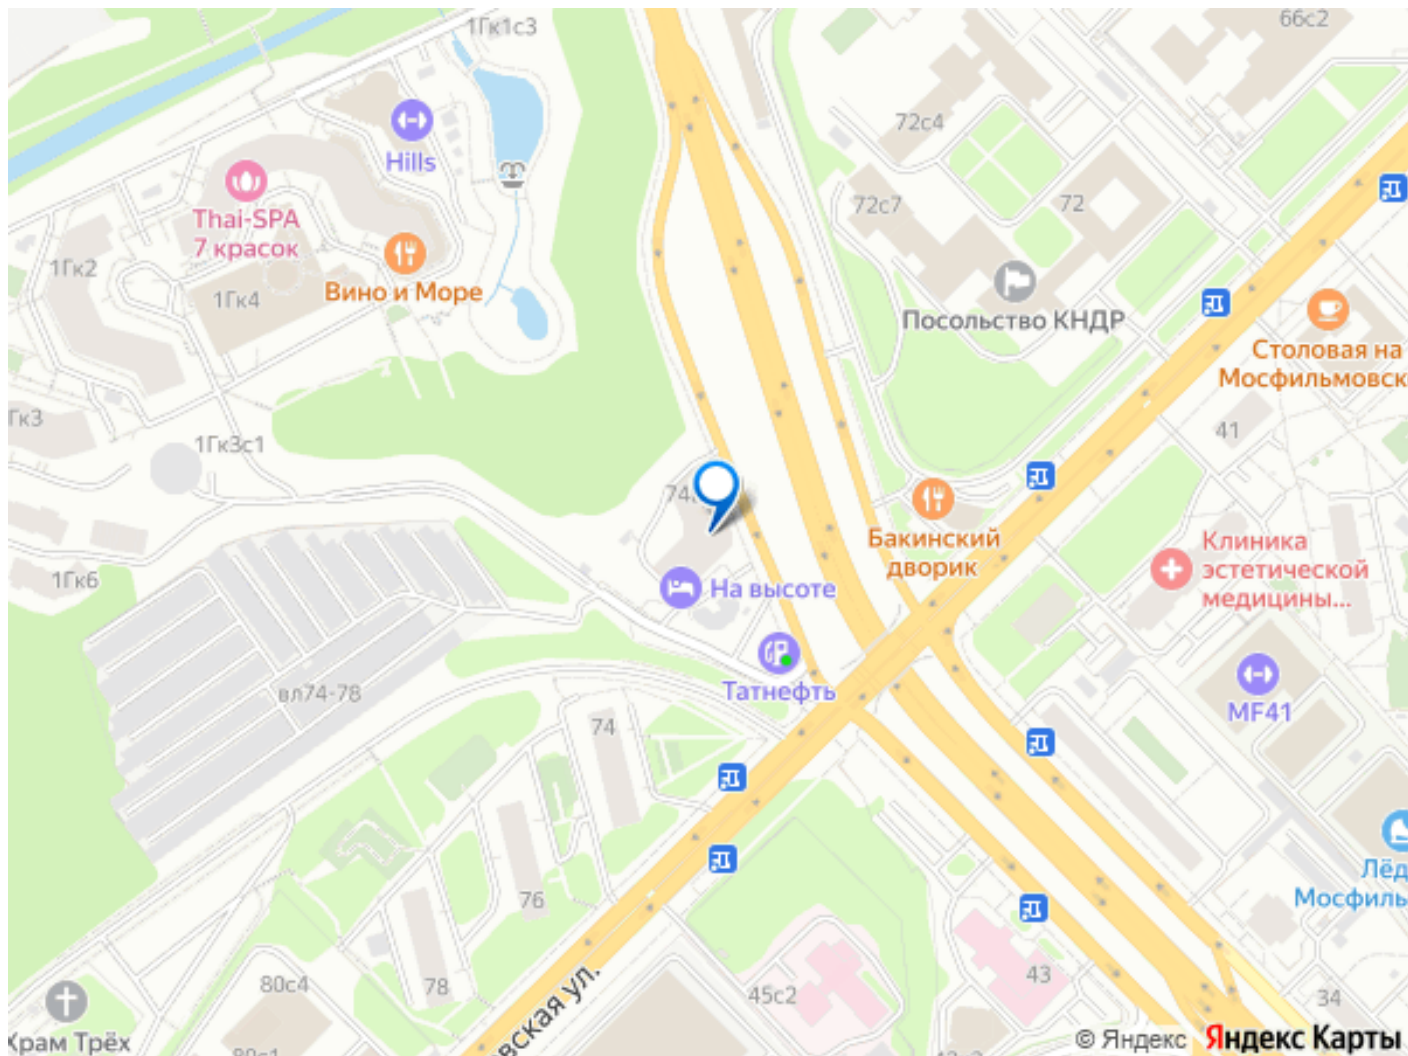 1Гк1с3
66с2
Hills
72с4
Thai-SPA
7 красок
72с7
72
1Гк2
1Гк4
Вино и Море
Посольство КНДР
Столовая на
Мосфильмовск
Гк3
1Гк3с1
41
Бакинский
дворик
Клиника
эстетической
медицины...
1Гк6
На высоте
Татнефть
MF41
вл74-78
74
76
Лёд
Мосфиль
80с4
78
вская ул.
45с2
43
34
Храм Трёх
© Яндекс Яндекс Карты